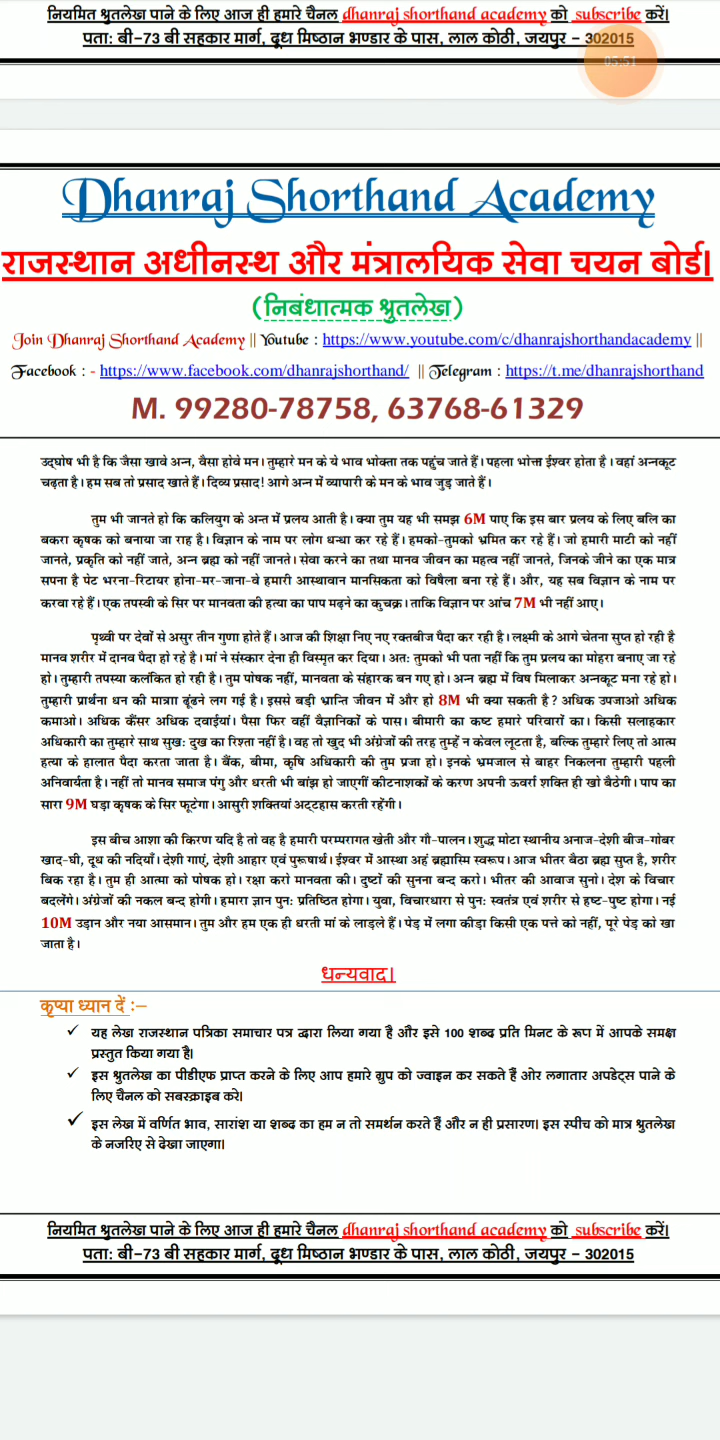 नियमित श्रुतलेख पाने के लिए आज ही हमारे चैनल dhanraj shorthand academy को subscribe करें।
पता: बी-73 बी सहकार मार्ग, दूध मिष्ठान भण्डार के पास, लाल कोठी, जयपुर – 302015
05:51
Dhanraj Shorthand Academy
राजस्थान अधीनस्थ और मंत्रालयिक सेवा चयन बोर्ड।
(निबंधात्मक श्रुतलेख)
Join Dhanraj Shorthand Academy || Youtube : https://www.youtube.com/c/dhanrajshorthandacademy ||
Facebook : - https://www.facebook.com/dhanrajshorthand/ || Telegram : https://t.me/dhanrajshorthand
M. 99280-78758, 63768-61329
उद्घोष भी है कि जैसा खावे अन्न, वैसा होवे मन। तुम्हारे मन के ये भाव भोक्ता तक पहुंच जाते हैं। पहला भोक्ता ईश्वर होता है। वहां अन्नकूट
चढ़ता है। हम सब तो प्रसाद खाते हैं। दिव्य प्रसाद! आगे अन्न में व्यापारी के मन के भाव जुड़ जाते हैं।
तुम भी जानते हो कि कलियुग के अन्त में प्रलय आती है। क्या तुम यह भी समझ 6M पाए कि इस बार प्रलय के लिए बलि का
बकरा कृषक को बनाया जा राह है। विज्ञान के नाम पर लोग धन्धा कर रहे हैं। हमको-तुमको भ्रमित कर रहे हैं। जो हमारी माटी को नहीं
जानते, प्रकृति को नहीं जाते, अन्न ब्रह्म को नहीं जानते। सेवा करने का तथा मानव जीवन का महत्व नहीं जानते, जिनके जीने का एक मात्र
सपना है पेट भरना-रिटायर होना-मर-जाना-वे हमारी आस्थावान मानसिकता को विषैला बना रहे हैं। और, यह सब विज्ञान के नाम पर
करवा रहे हैं। एक तपस्वी के सिर पर मानवता की हत्या का पाप मढ़ने का कुचक्र। ताकि विज्ञान पर आंच 7M भी नहीं आए।
पृथ्वी पर देवों से असुर तीन गुणा होते हैं। आज की शिक्षा निए नए रक्तबीज पैदा कर रही है। लक्ष्मी के आगे चेतना सुप्त हो रही है
मानव शरीर में दानव पैदा हो रहे है। मां ने संस्कार देना ही विस्मृत कर दिया। अत: तुमको भी पता नहीं कि तुम प्रलय का मोहरा बनाए जा रहे
हो। तुम्हारी तपस्या कलंकित हो रही है। तुम पोषक नहीं, मानवता के संहारक बन गए हो। अन्न ब्रह्म में विष मिलाकर अन्नकूट मना रहे हो।
तुम्हारी प्रार्थना धन की मात्राा ढूंढने लग गई है। इससे बड़ी भ्रान्ति जीवन में और हो 8M भी क्या सकती है? अधिक उपजाओ अधिक
कमाओ। अधिक कैंसर अधिक दवाईयां। पैसा फिर वहीं वैज्ञानिकों के पास। बीमारी का कष्ट हमारे परिवारों का। किसी सलाहकार
अधिकारी का तुम्हारे साथ सुख: दुख का रिश्ता नहीं है। वह तो खुद भी अंग्रेजों की तरह तुम्हें न केवल लूटता है, बल्कि तुम्हारे लिए तो आत्म
हत्या के हालात पैदा करता जाता है। बैंक, बीमा, कृषि अधिकारी की तुम प्रजा हो। इनके भ्रमजाल से बाहर निकलना तुम्हारी पहली
अनिवार्यता है। नहीं तो मानव समाज पंगु और धरती भी बांझ हो जाएगीं कीटनाशकों के करण अपनी ऊवर्रा शक्ति ही खो बैठेगी। पाप का
सारा 9M घड़ा कृषक के सिर फूटेगा। आसुरी शक्तियां अट्टहास करती रहेंगी।
इस बीच आशा की किरण यदि है तो वह है हमारी परम्परागत खेती और गौ-पालन। शुद्ध मोटा स्थानीय अनाज-देशी बीज-गोबर
खाद-घी, दूध की नदियाँ। देशी गाएं, देशी आहार एवं पुरूषार्थ। ईश्वर में आस्था अहं ब्रह्मास्मि स्वरूप। आज भीतर बैठा ब्रह्म सुप्त है, शरीर
बिक रहा है। तुम ही आत्मा को पोषक हो। रक्षा करो मानवता की। दुष्टों की सुनना बन्द करो। भीतर की आवाज सुनो। देश के विचार
बदलेंगे। अंग्रेजों की नकल बन्द होगी। हमारा ज्ञान पुन: प्रतिष्ठित होगा। युवा, विचारधारा से पुन: स्वतंत्र एवं शरीर से हष्ट-पुष्ट होगा। नई
10M उड़ान और नया आसमान। तुम और हम एक ही धरती मां के लाड़ले हैं। पेड़ में लगा कीड़ा किसी एक पत्ते को नहीं, पूरे पेड़ को खा
जाता है।
धन्यवाद।
कृप्या ध्यान दें :–
✓ यह लेख राजस्थान पत्रिका समाचार पत्र द्वारा लिया गया है और इसे 100 शब्द प्रति मिनट के रूप में आपके समक्ष
प्रस्तुत किया गया है।
✓ इस श्रुतलेख का पीडीएफ प्राप्त करने के लिए आप हमारे ग्रुप को ज्वाइन कर सकते हैं ओर लगातार अपडेट्स पाने के
लिए चैनल को सबस्क्राइब करे।
✓ इस लेख में वर्णित भाव, सारांश या शब्द का हम न तो समर्थन करते हैं और न ही प्रसारण। इस स्पीच को मात्र श्रुतलेख
के नजरिए से देखा जाएगा।
नियमित श्रुतलेख पाने के लिए आज ही हमारे चैनल dhanraj shorthand academy को subscribe करें।
पता: बी-73 बी सहकार मार्ग, दूध मिष्ठान भण्डार के पास, लाल कोठी, जयपुर – 302015